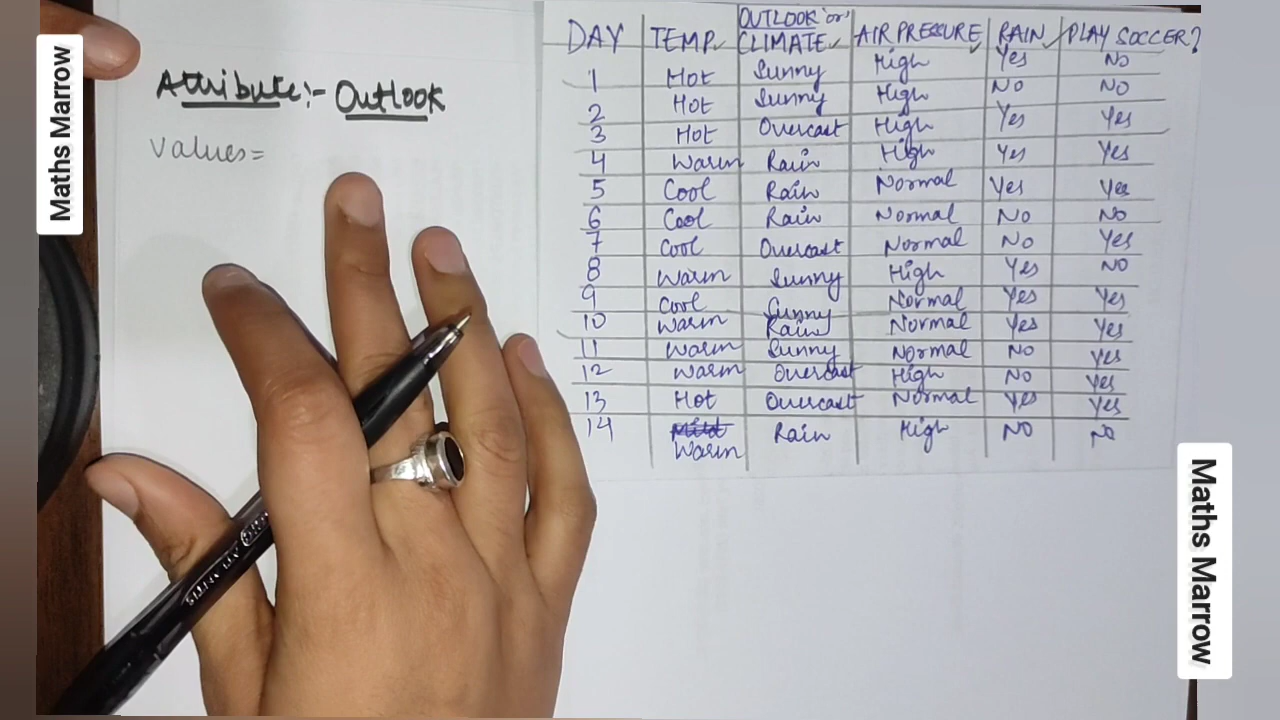 Maths Marrow
Attribute:- Outlook
Values=
DAY TEMP. OUTLOOK 'or' CLIMATE AIR PRESSURE RAIN PLAY SOCCER?
1 Hot Sunny High Yes No
2 Hot Sunny High No No
3 Hot Overcast High Yes Yes
4 Warm Rain High Yes Yes
5 Cool Rain Normal Yes Yes
6 Cool Rain Normal No No
7 Cool Overcast Normal No Yes
8 Warm Sunny High Yes No
9 Cool Sunny Normal Yes Yes
10 Warm Rain Normal Yes Yes
11 Warm Sunny Normal No Yes
12 Warm Overcast High No Yes
13 Hot Overcast Normal Yes Yes
14 Warm Rain High No No
Maths Marrow